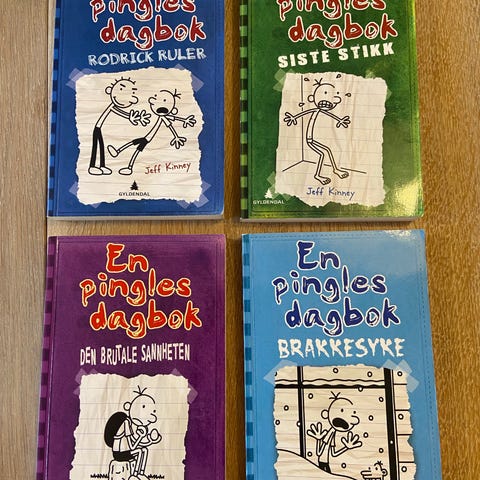 pingles
dagbok
RODRICK RULER
Jeff Kinney
GYLDENDAL
pingles
dagbok
SISTE STIKK
Jeff Kinney
GYLDENDAL
En
pingles
dagbok
DEN BRUTALE SANNHETEN
En
pingles
dagbok
BRAKKESYKE